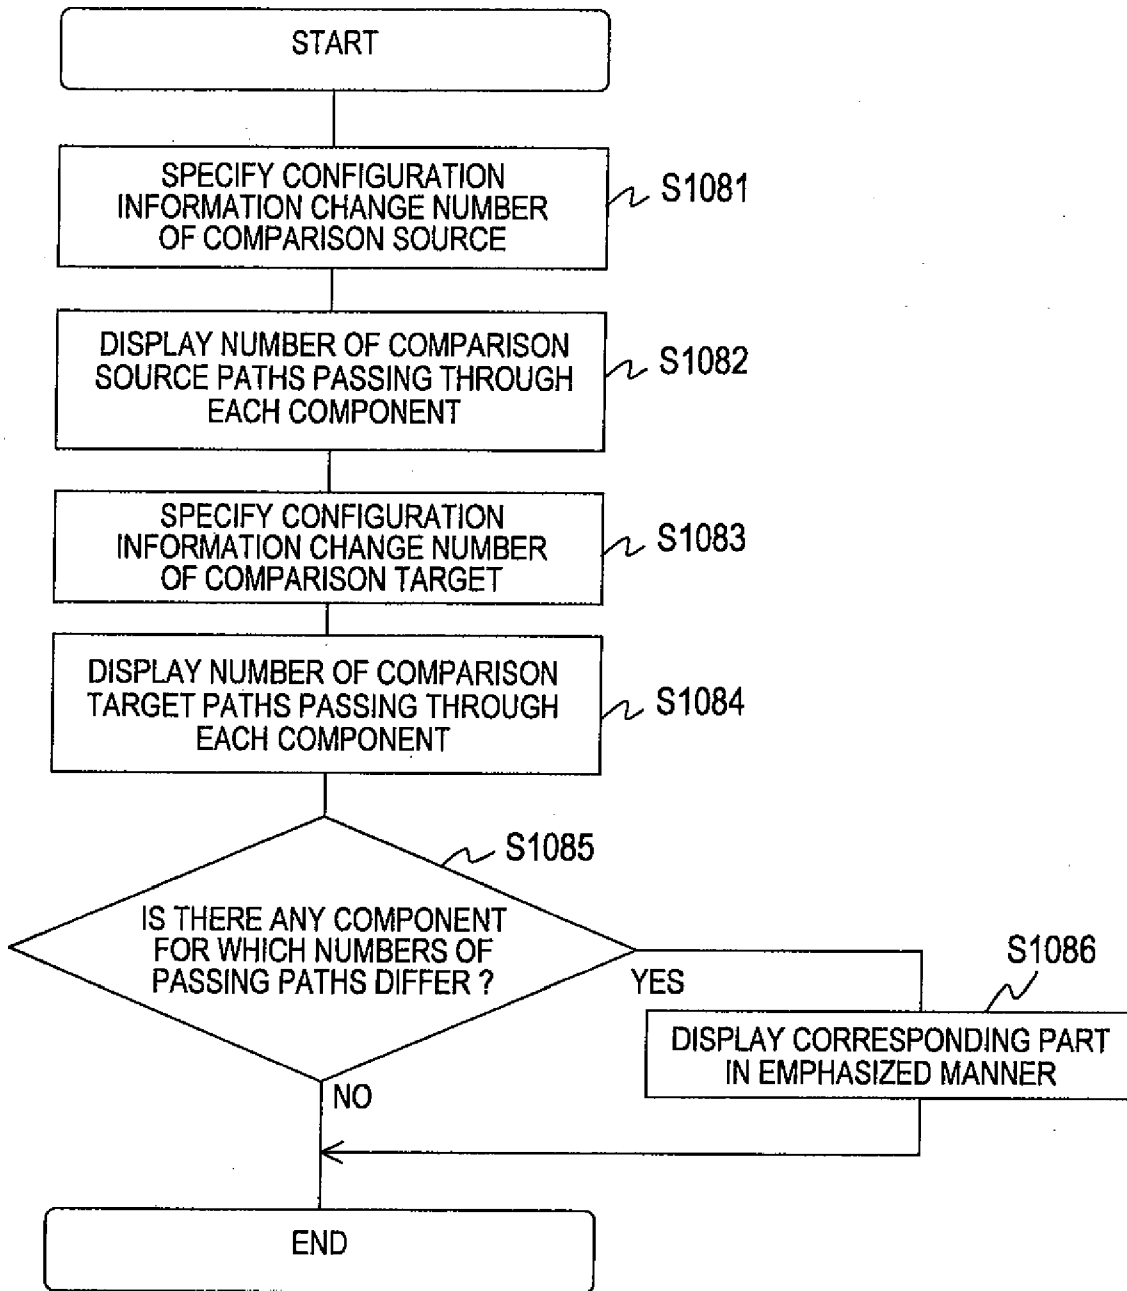 START
SPECIFY CONFIGURATION
INFORMATION CHANGE NUMBER
OF COMPARISON SOURCE
S1081
DISPLAY NUMBER OF COMPARISON
SOURCE PATHS PASSING THROUGH
EACH COMPONENT
S1082
SPECIFY CONFIGURATION
INFORMATION CHANGE NUMBER
OF COMPARISON TARGET
S1083
DISPLAY NUMBER OF COMPARISON
TARGET PATHS PASSING THROUGH
EACH COMPONENT
S1084
S1085
IS THERE ANY COMPONENT
FOR WHICH NUMBERS OF
PASSING PATHS DIFFER ?
YES
S1086
DISPLAY CORRESPONDING PART
IN EMPHASIZED MANNER
NO
END